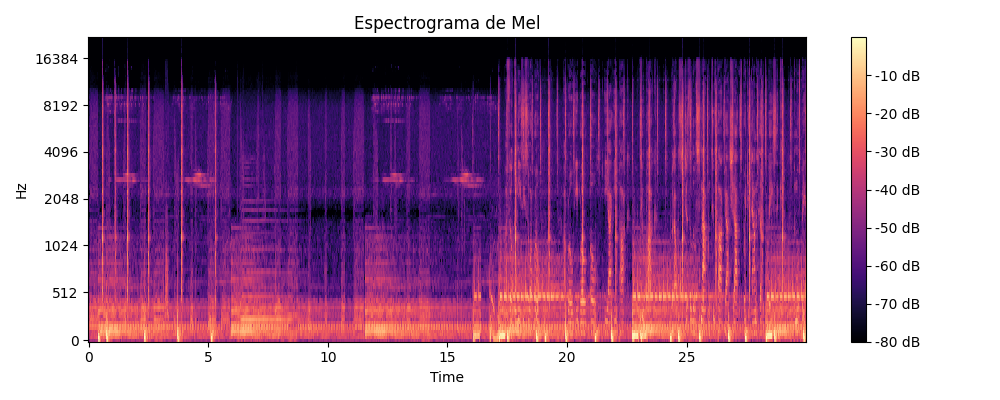 Espectrograma de Mel
16384
8192
4096
2048
1024
512
0
Hz
0 5 10 15 20 25
Time
-10 dB
-20 dB
-30 dB
-40 dB
-50 dB
-60 dB
-70 dB
-80 dB